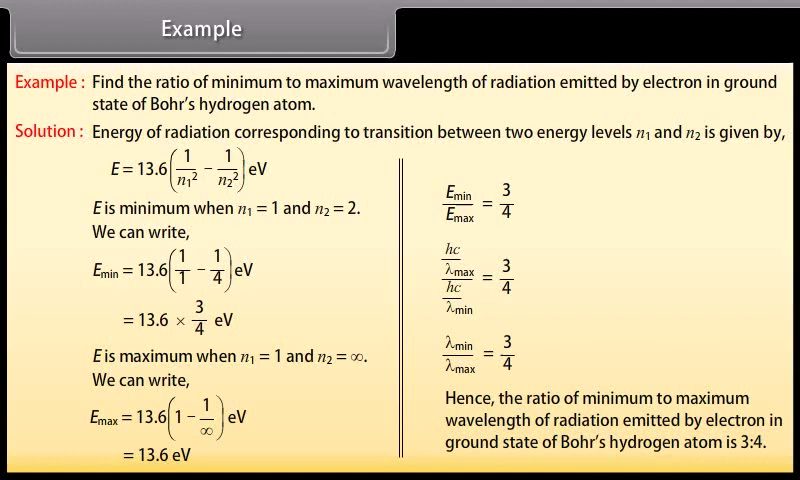 Example
Example : Find the ratio of minimum to maximum wavelength of radiation emitted by electron in ground
state of Bohr's hydrogen atom.
Solution : Energy of radiation corresponding to transition between two energy levels n₁ and n₂ is given by,
E = 13.6(1/n₁² − 1/n₂²) eV
E is minimum when n₁ = 1 and n₂ = 2.
We can write,
Emin = 13.6(1/1 − 1/4) eV
= 13.6 × 3/4 eV
E is maximum when n₁ = 1 and n₂ = ∞.
We can write,
Emax = 13.6(1 − 1/∞) eV
= 13.6 eV
Emin/Emax = 3/4
(hc/λmax)/(hc/λmin) = 3/4
λmin/λmax = 3/4
Hence, the ratio of minimum to maximum
wavelength of radiation emitted by electron in
ground state of Bohr's hydrogen atom is 3:4.